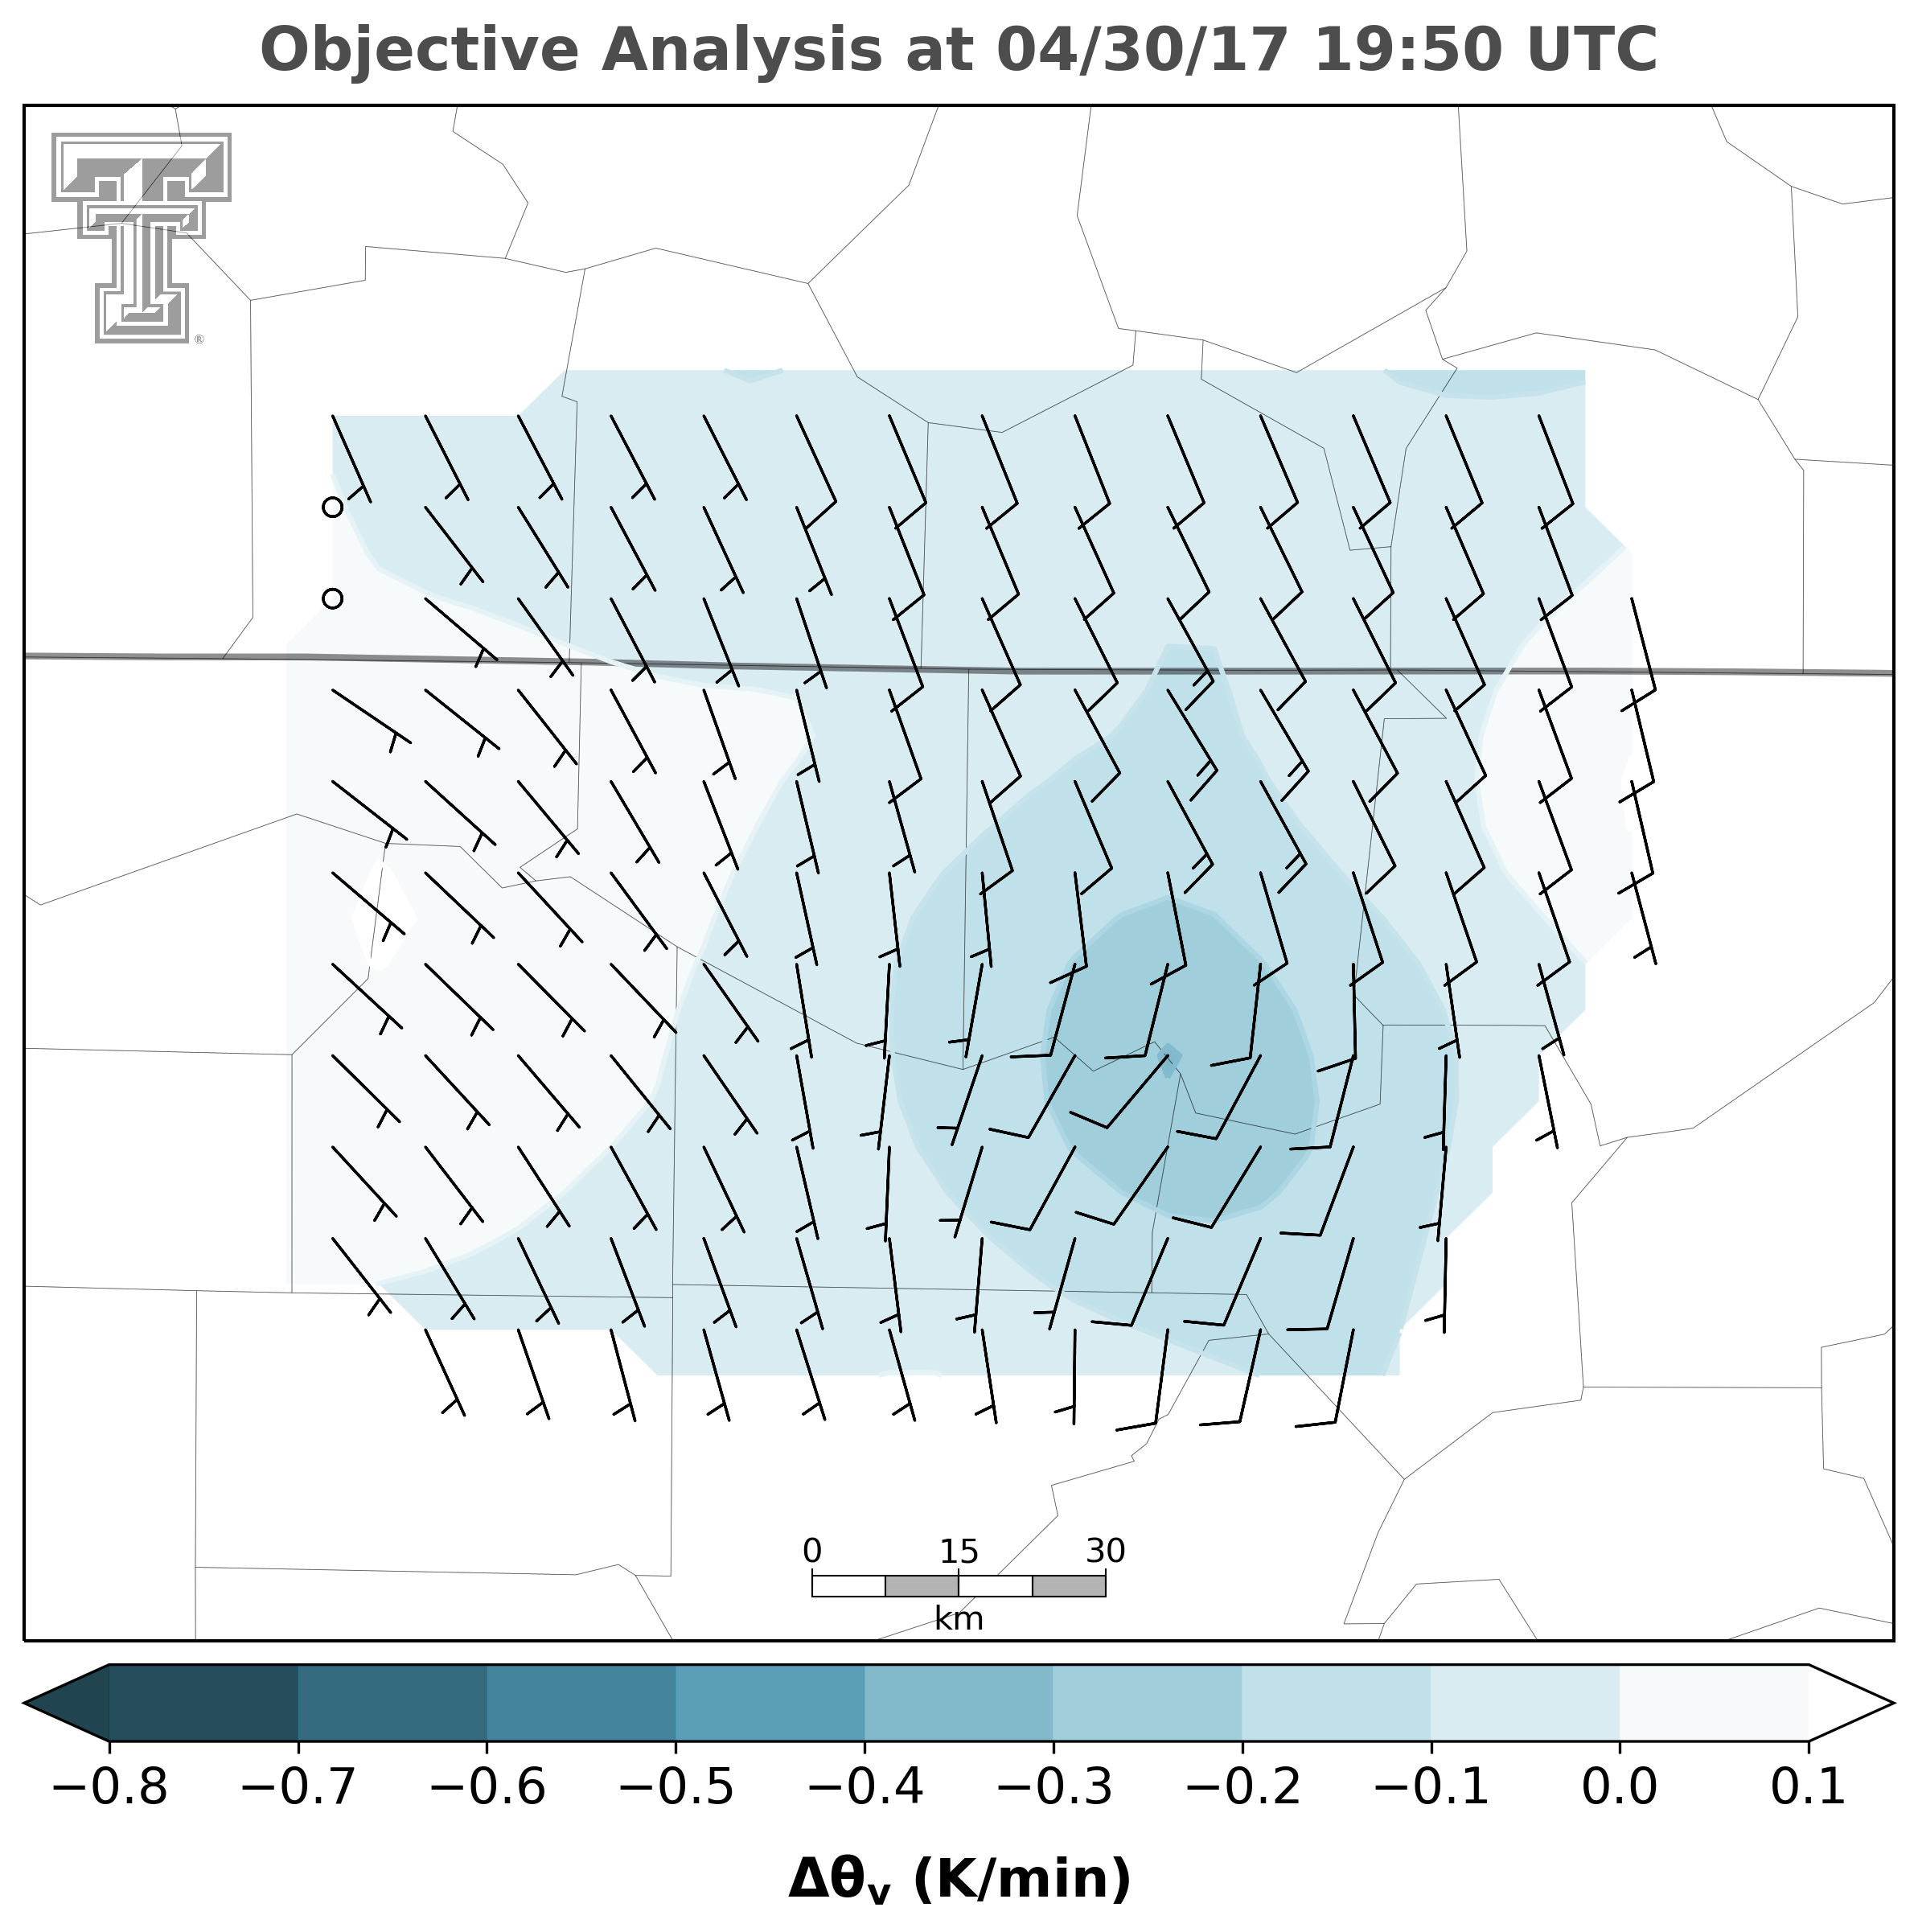 Objective Analysis at 04/30/17 19:50 UTC
®
0 15 30
km
−0.8 −0.7 −0.6 −0.5 −0.4 −0.3 −0.2 −0.1 0.0 0.1
Δθv (K/min)